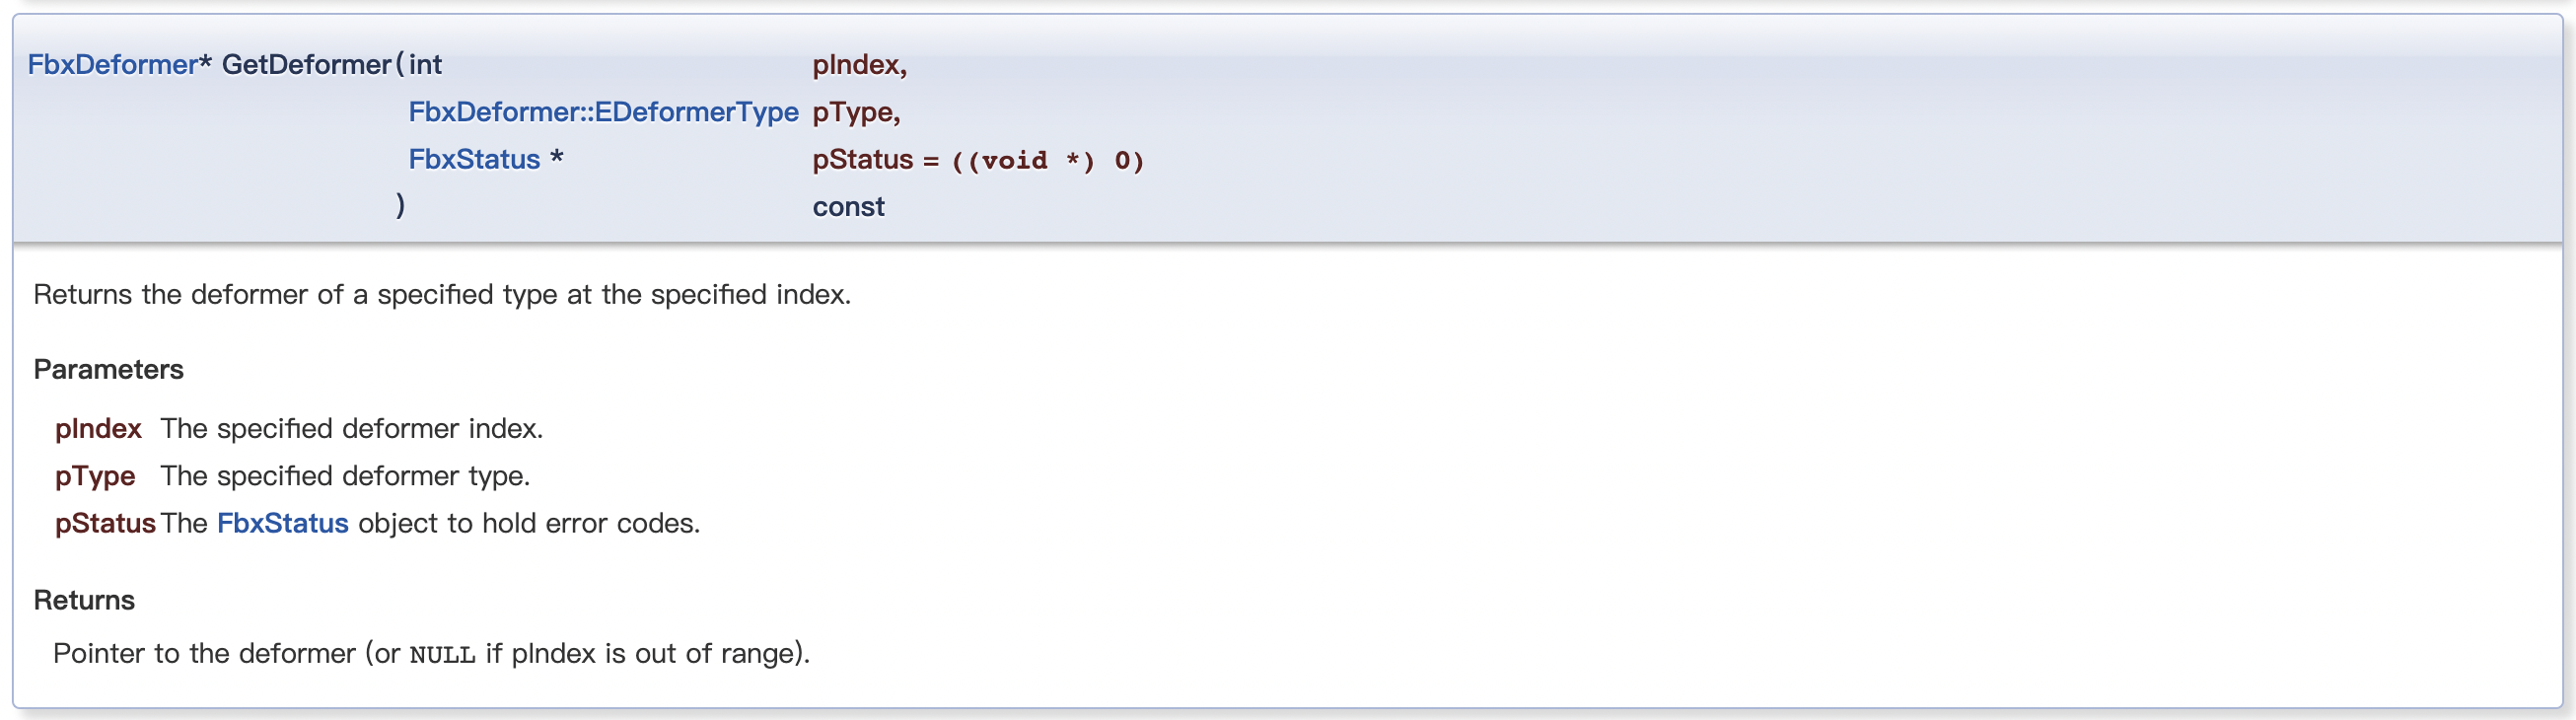 FbxDeformer* GetDeformer(int pIndex,
FbxDeformer::EDeformerType pType,
FbxStatus * pStatus = ((void *) 0)
) const
Returns the deformer of a specified type at the specified index.
Parameters
pIndex The specified deformer index.
pType The specified deformer type.
pStatus The FbxStatus object to hold error codes.
Returns
Pointer to the deformer (or NULL if pIndex is out of range).